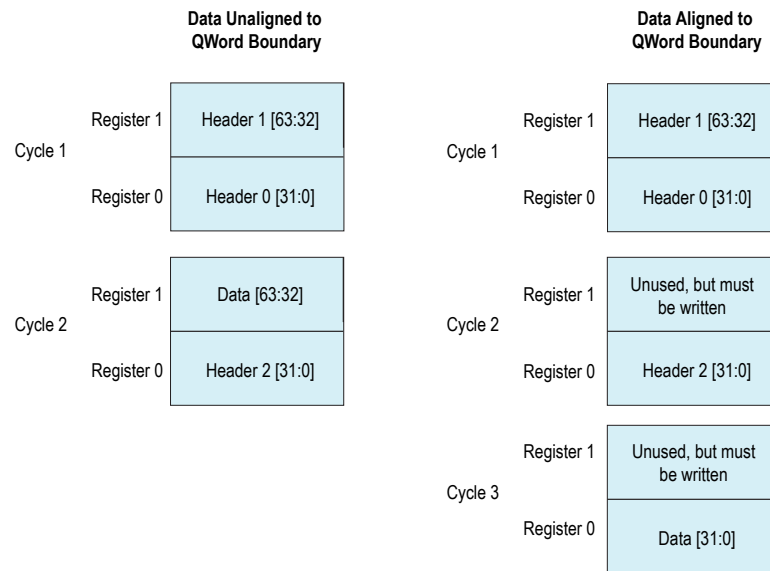 Data Unaligned to
QWord Boundary
Cycle 1
Register 1
Header 1 [63:32]
Register 0
Header 0 [31:0]
Cycle 2
Register 1
Data [63:32]
Register 0
Header 2 [31:0]
Data Aligned to
QWord Boundary
Cycle 1
Register 1
Header 1 [63:32]
Register 0
Header 0 [31:0]
Cycle 2
Register 1
Unused, but must
be written
Register 0
Header 2 [31:0]
Cycle 3
Register 1
Unused, but must
be written
Register 0
Data [31:0]